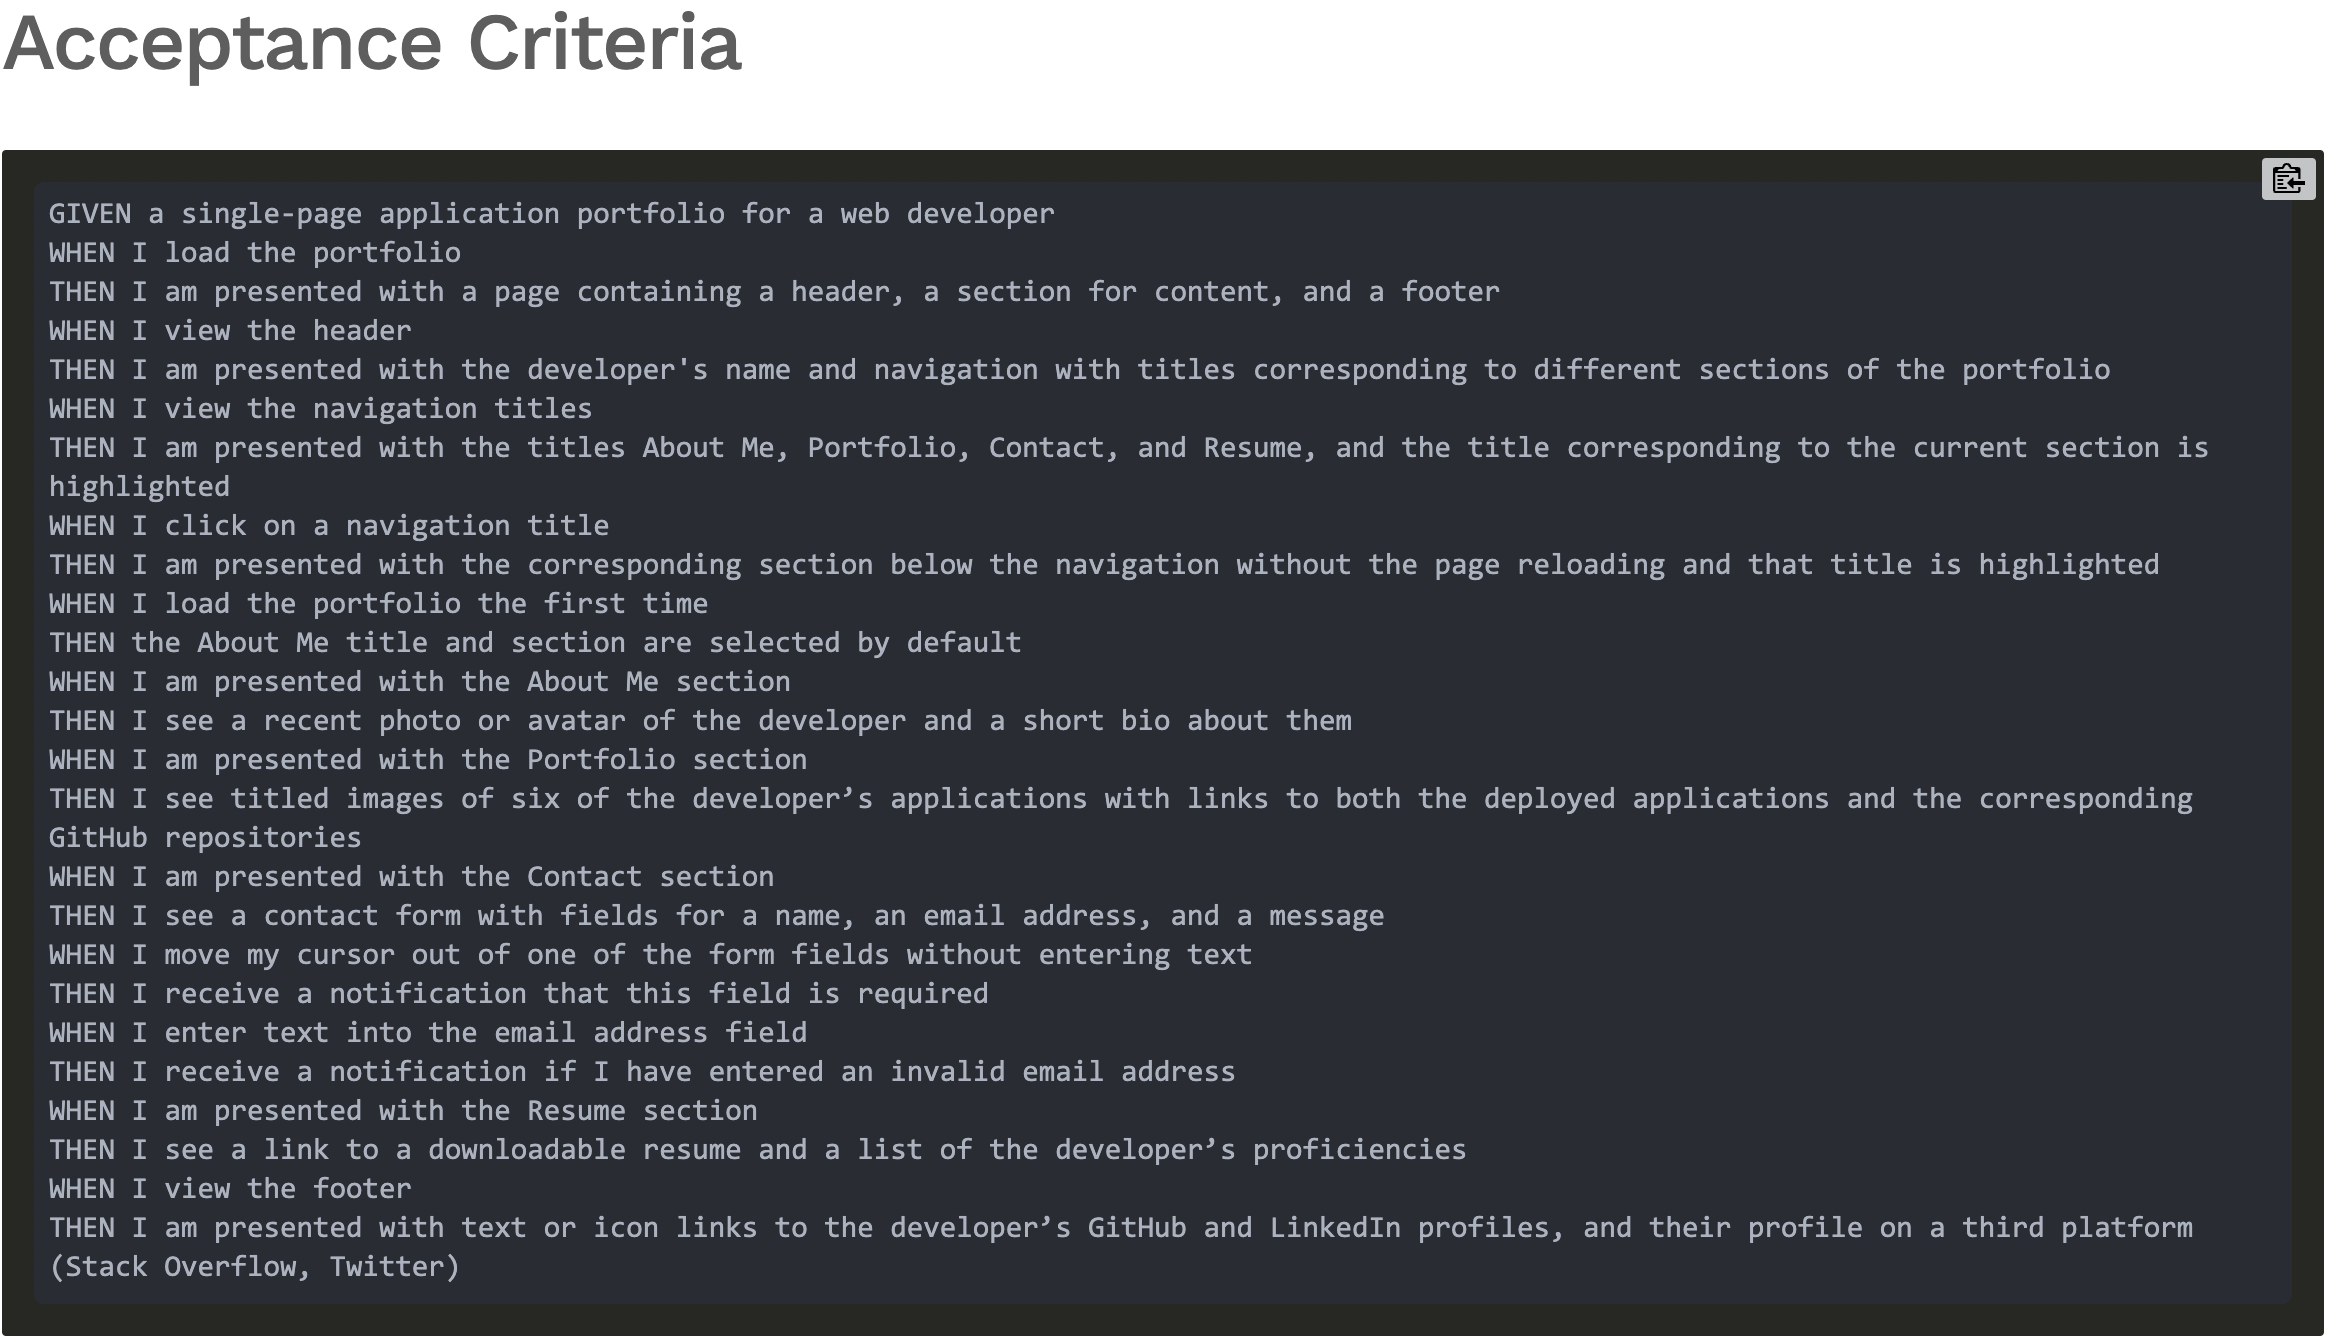 Acceptance Criteria
GIVEN a single-page application portfolio for a web developer
WHEN I load the portfolio
THEN I am presented with a page containing a header, a section for content, and a footer
WHEN I view the header
THEN I am presented with the developer's name and navigation with titles corresponding to different sections of the portfolio
WHEN I view the navigation titles
THEN I am presented with the titles About Me, Portfolio, Contact, and Resume, and the title corresponding to the current section is
highlighted
WHEN I click on a navigation title
THEN I am presented with the corresponding section below the navigation without the page reloading and that title is highlighted
WHEN I load the portfolio the first time
THEN the About Me title and section are selected by default
WHEN I am presented with the About Me section
THEN I see a recent photo or avatar of the developer and a short bio about them
WHEN I am presented with the Portfolio section
THEN I see titled images of six of the developer’s applications with links to both the deployed applications and the corresponding
GitHub repositories
WHEN I am presented with the Contact section
THEN I see a contact form with fields for a name, an email address, and a message
WHEN I move my cursor out of one of the form fields without entering text
THEN I receive a notification that this field is required
WHEN I enter text into the email address field
THEN I receive a notification if I have entered an invalid email address
WHEN I am presented with the Resume section
THEN I see a link to a downloadable resume and a list of the developer’s proficiencies
WHEN I view the footer
THEN I am presented with text or icon links to the developer’s GitHub and LinkedIn profiles, and their profile on a third platform
(Stack Overflow, Twitter)